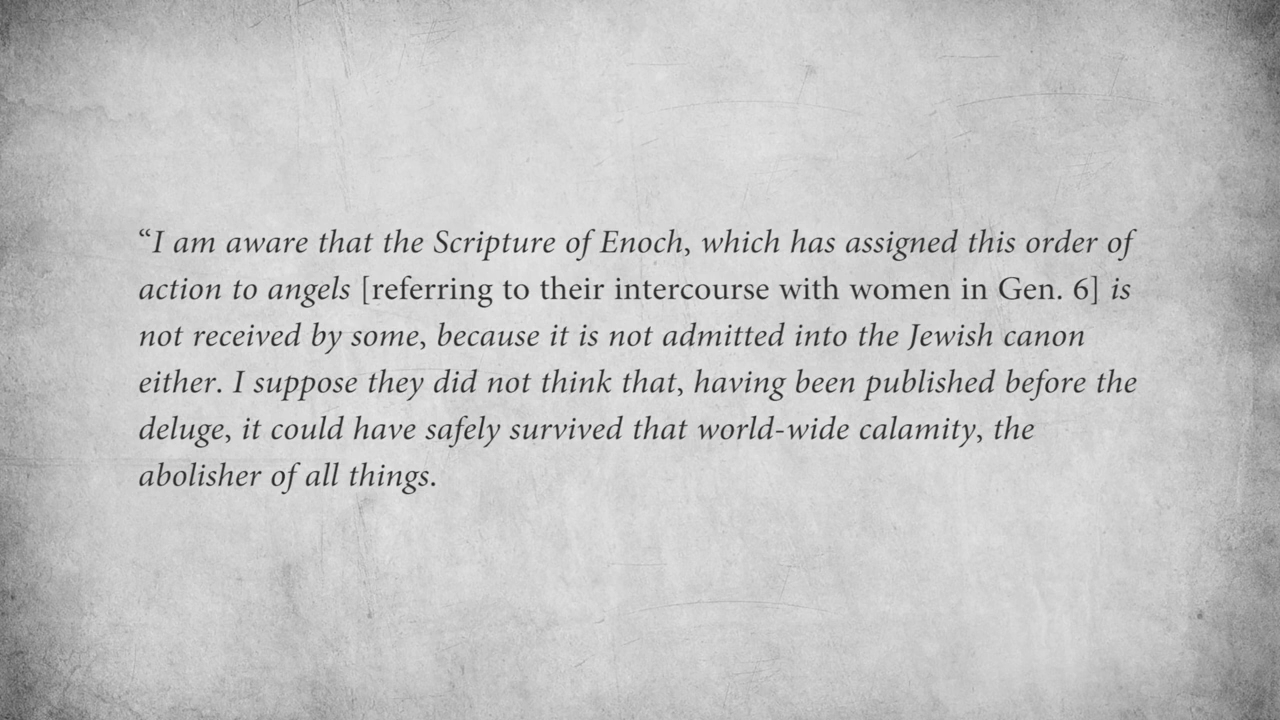 “I am aware that the Scripture of Enoch, which has assigned this order of
action to angels [referring to their intercourse with women in Gen. 6] is
not received by some, because it is not admitted into the Jewish canon
either. I suppose they did not think that, having been published before the
deluge, it could have safely survived that world-wide calamity, the
abolisher of all things.